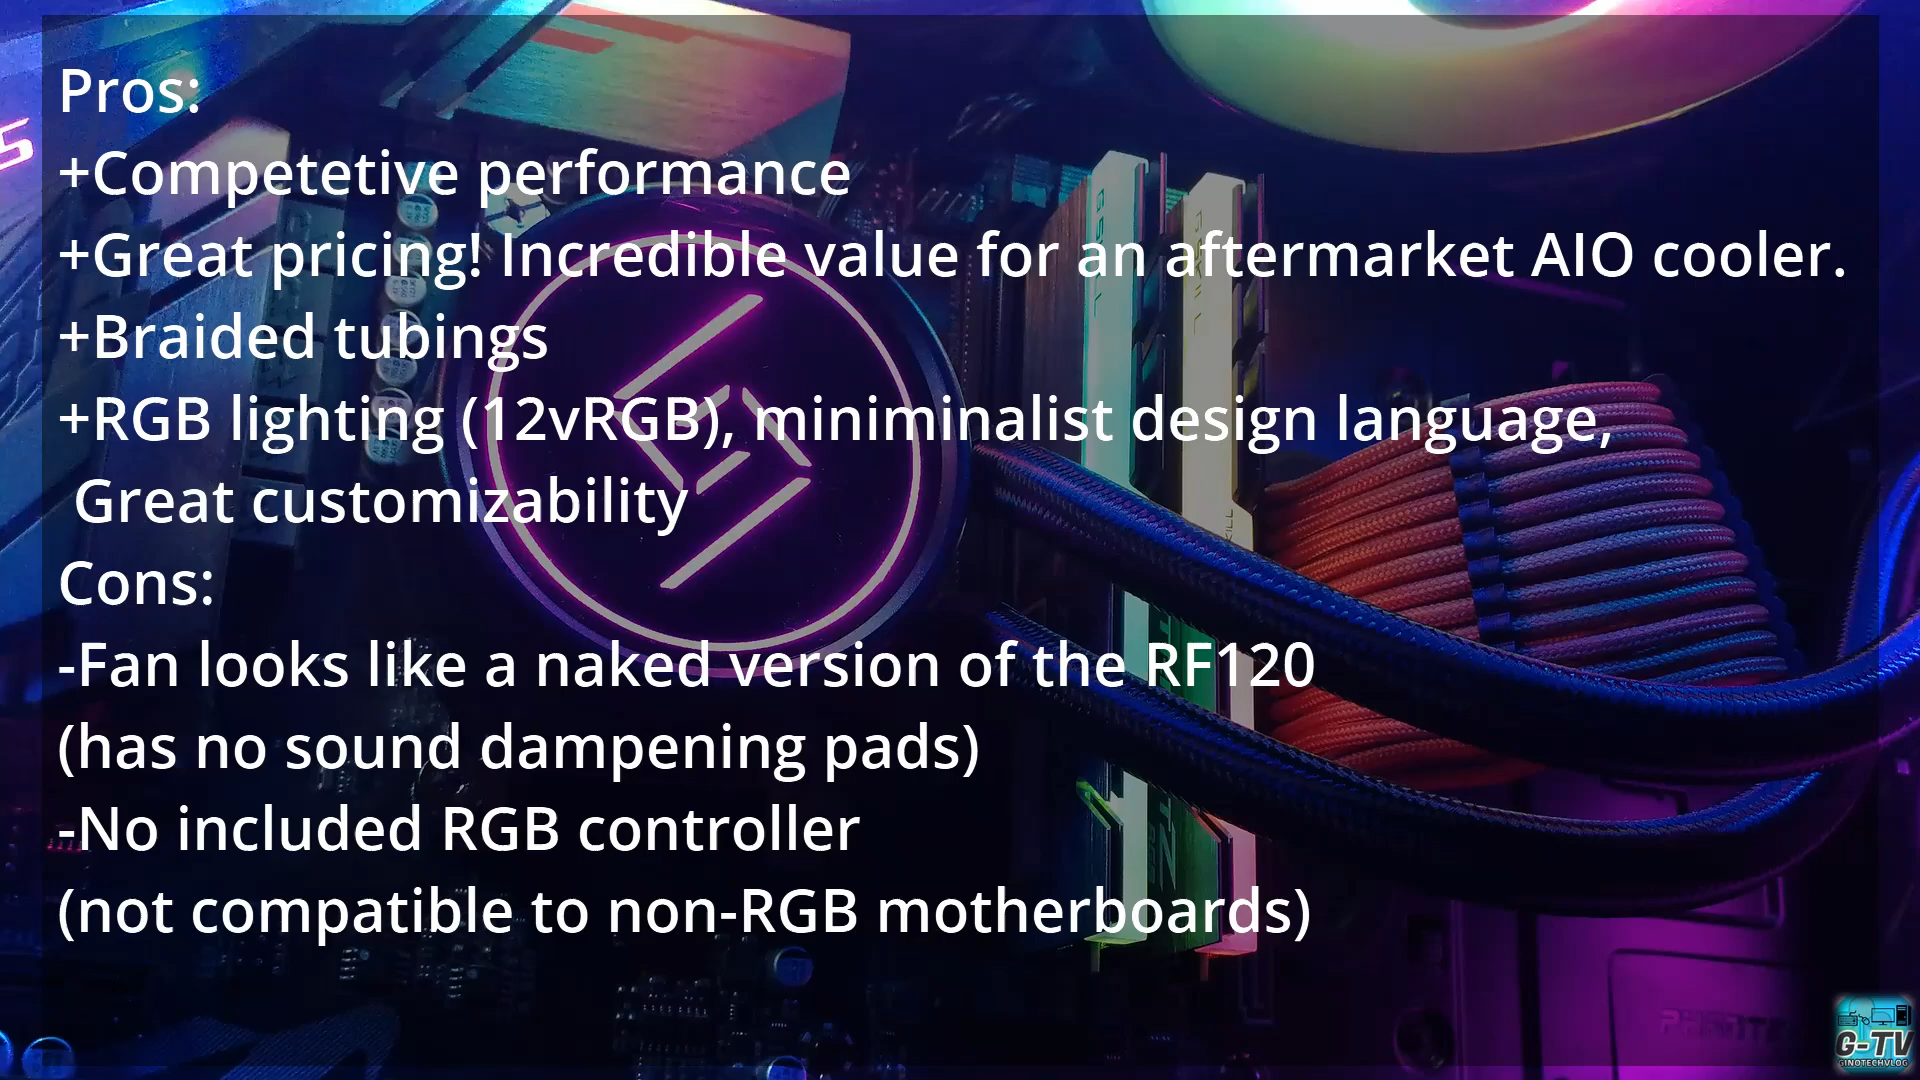 Pros:
+Competetive performance
+Great pricing! Incredible value for an aftermarket AIO cooler.
+Braided tubings
+RGB lighting (12vRGB), miniminalist design language,
Great customizability
Cons:
-Fan looks like a naked version of the RF120
(has no sound dampening pads)
-No included RGB controller
(not compatible to non-RGB motherboards)
G-TV
GINOTECHVLOG